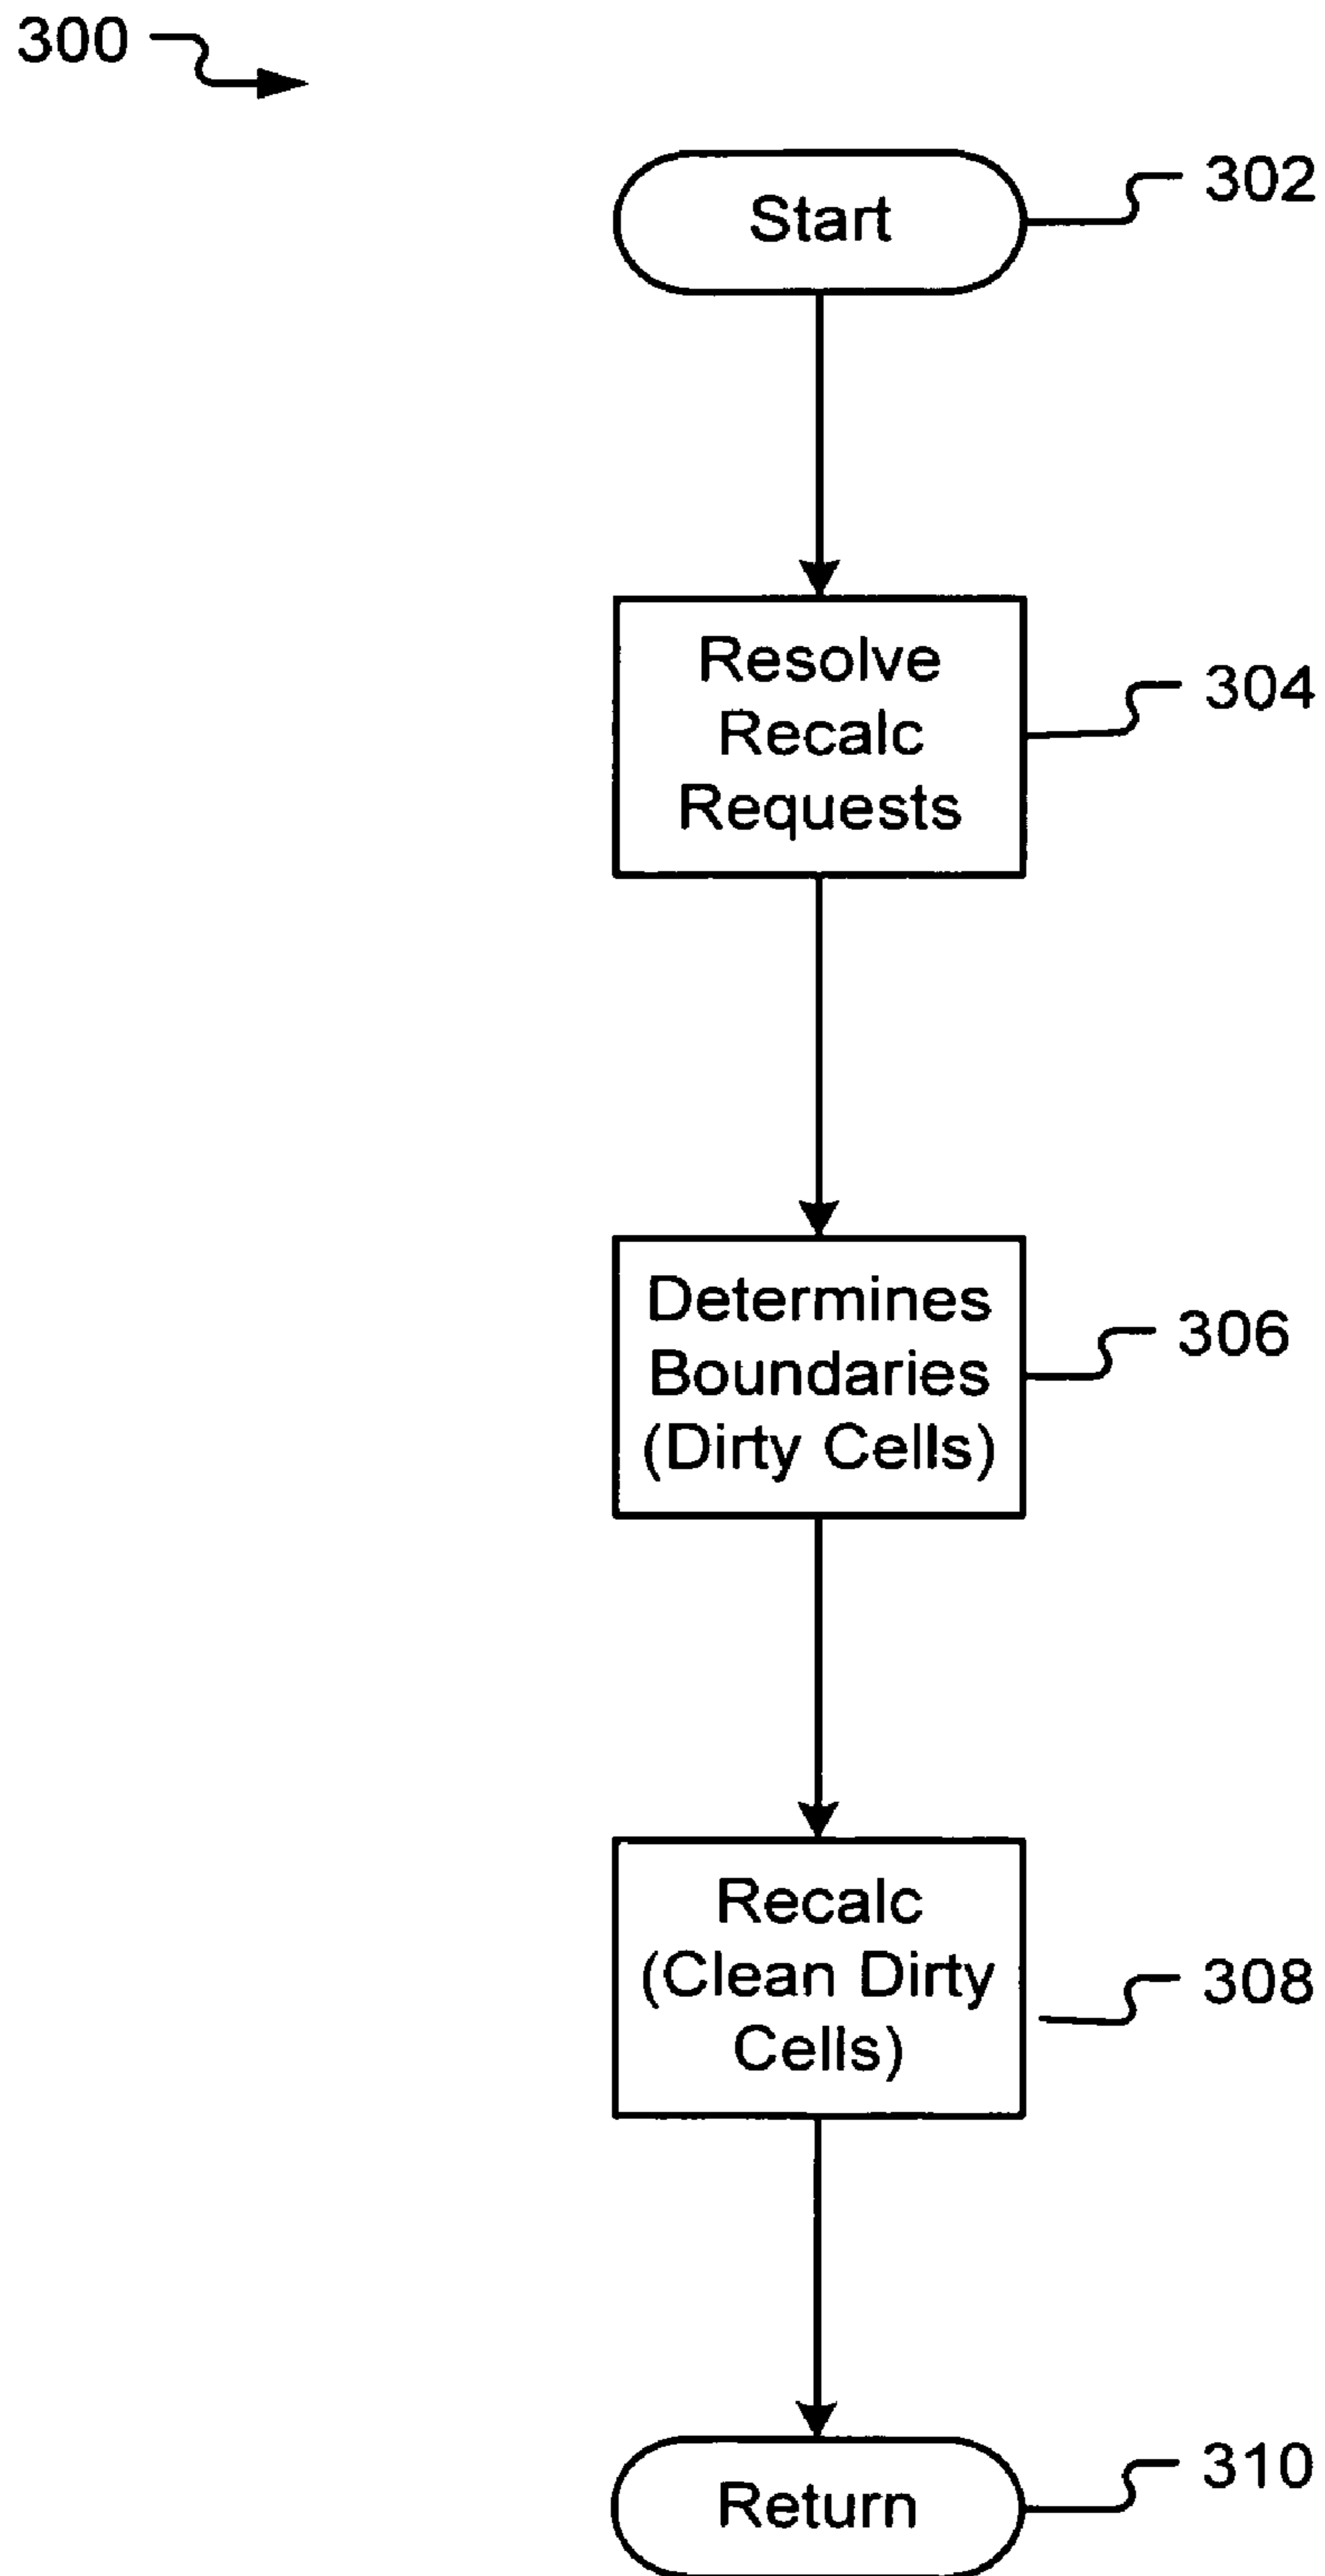 300
Start
302
Resolve
Recalc
Requests
304
Determines
Boundaries
(Dirty Cells)
306
Recalc
(Clean Dirty
Cells)
308
Return
310